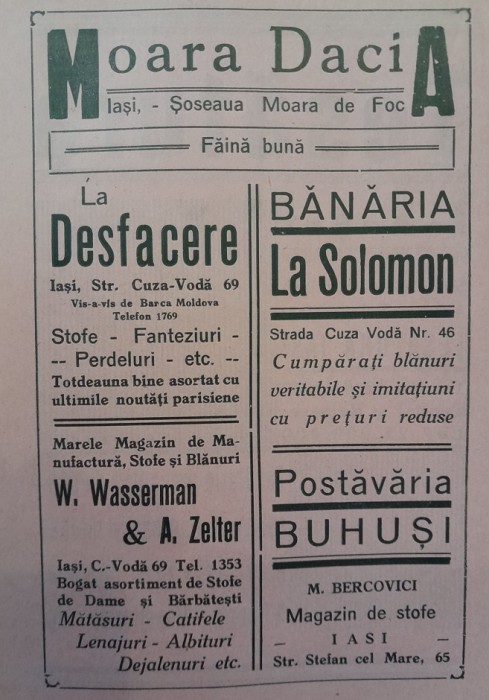 Moara DaciA
Iași, - Șoseaua Moara de Foc
Făină bună
La
Desfacere
Iași, Str. Cuza-Vodă 69
Vis-a-vis de Barca Moldova
Telefon 1769
Stofe - Fanteziuri -
-- Perdeluri - etc. --
Totdeauna bine asortat cu
ultimile noutăți parisiene
Marele Magazin de Ma-
nufactură, Stofe și Blănuri
W. Wasserman
& A. Zelter
Iași, C.-Vodă 69 Tel. 1353
Bogat asortiment de Stofe
de Dame și Bărbătești
Mătăsuri - Catifele
Lenajuri - Albituri
Dejalenuri etc.
BĂNĂRIA
La Solomon
Strada Cuza Vodă Nr. 46
Cumpărați blănuri
veritabile și imitațiuni
cu prețuri reduse
Postăvăria
BUHUȘI
M. BERCOVICI
Magazin de stofe
— IASI —
Str. Stefan cel Mare, 65